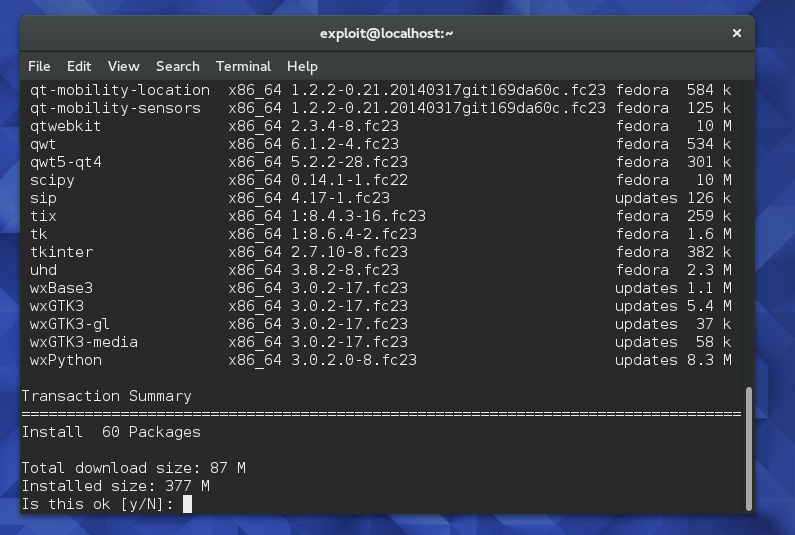 exploit@localhost:~
File Edit View Search Terminal Help
qt-mobility-location x86_64 1.2.2-0.21.20140317git169da60c.fc23 fedora 584 k
qt-mobility-sensors x86_64 1.2.2-0.21.20140317git169da60c.fc23 fedora 125 k
qtwebkit x86_64 2.3.4-8.fc23 fedora 10 M
qwt x86_64 6.1.2-4.fc23 fedora 534 k
qwt5-qt4 x86_64 5.2.2-28.fc23 fedora 301 k
scipy x86_64 0.14.1-1.fc22 fedora 10 M
sip x86_64 4.17-1.fc23 updates 126 k
tix x86_64 1:8.4.3-16.fc23 fedora 259 k
tk x86_64 1:8.6.4-2.fc23 fedora 1.6 M
tkinter x86_64 2.7.10-8.fc23 fedora 382 k
uhd x86_64 3.8.2-8.fc23 fedora 2.3 M
wxBase3 x86_64 3.0.2-17.fc23 updates 1.1 M
wxGTK3 x86_64 3.0.2-17.fc23 updates 5.4 M
wxGTK3-gl x86_64 3.0.2-17.fc23 updates 37 k
wxGTK3-media x86_64 3.0.2-17.fc23 updates 58 k
wxPython x86_64 3.0.2.0-8.fc23 updates 8.3 M
Transaction Summary
================================================================================
Install 60 Packages
Total download size: 87 M
Installed size: 377 M
Is this ok [y/N]: